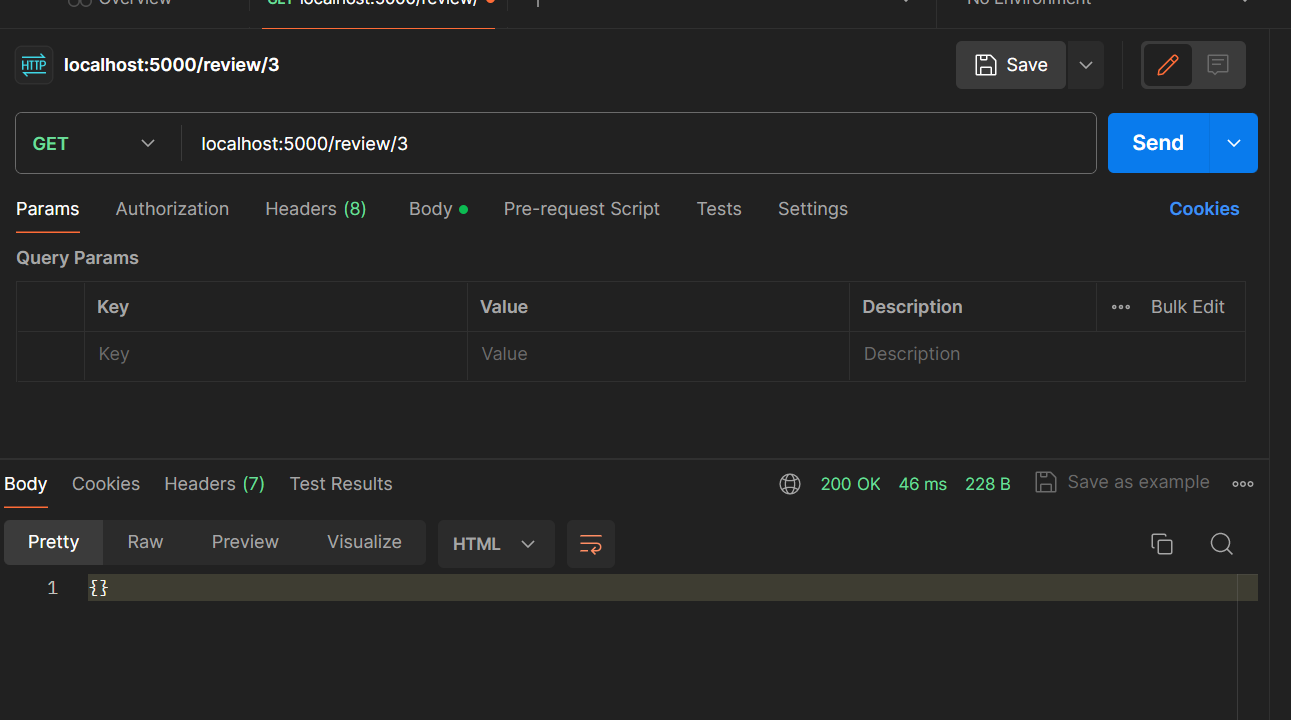 Overview GET localhost:5000/review/ No Environment
HTTP localhost:5000/review/3 Save
GET localhost:5000/review/3 Send
Params Authorization Headers (8) Body Pre-request Script Tests Settings Cookies
Query Params
Key Value Description Bulk Edit
Key Value Description
Body Cookies Headers (7) Test Results 200 OK 46 ms 228 B Save as example
Pretty Raw Preview Visualize HTML
1 {}